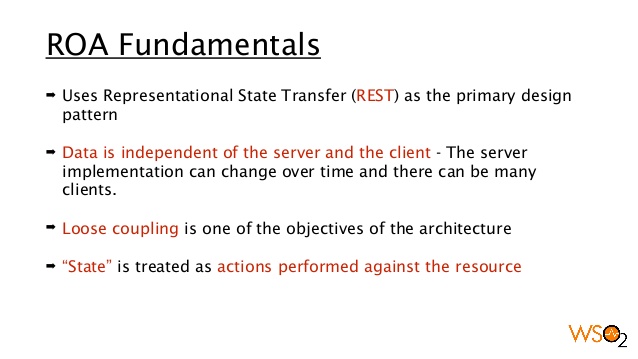 ROA Fundamentals
➡ Uses Representational State Transfer (REST) as the primary design
pattern
➡ Data is independent of the server and the client - The server
implementation can change over time and there can be many
clients.
➡ Loose coupling is one of the objectives of the architecture
➡ “State” is treated as actions performed against the resource
WSO2